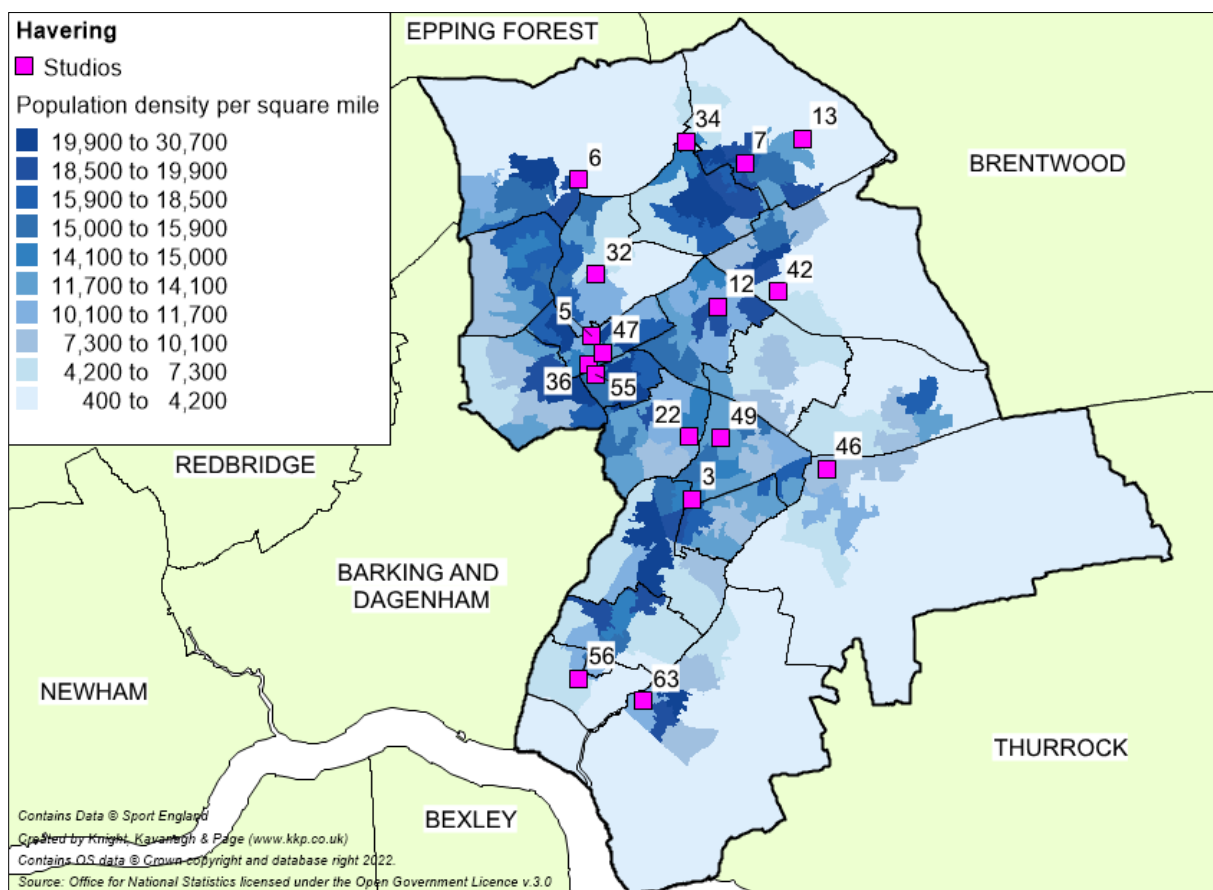 Havering
Studios
Population density per square mile
19,900 to 30,700
18,500 to 19,900
15,900 to 18,500
15,000 to 15,900
14,100 to 15,000
11,700 to 14,100
10,100 to 11,700
7,300 to 10,100
4,200 to 7,300
400 to 4,200
EPPING FOREST
BRENTWOOD
34
13
7
6
32
42
12
5
47
36
55
22
49
46
3
REDBRIDGE
BARKING AND
DAGENHAM
56
63
NEWHAM
THURROCK
BEXLEY
Contains Data © Sport England
Created by Knight, Kavanagh & Page (www.kkp.co.uk)
Contains OS data © Crown copyright and database right 2022.
Source: Office for National Statistics licensed under the Open Government Licence v.3.0